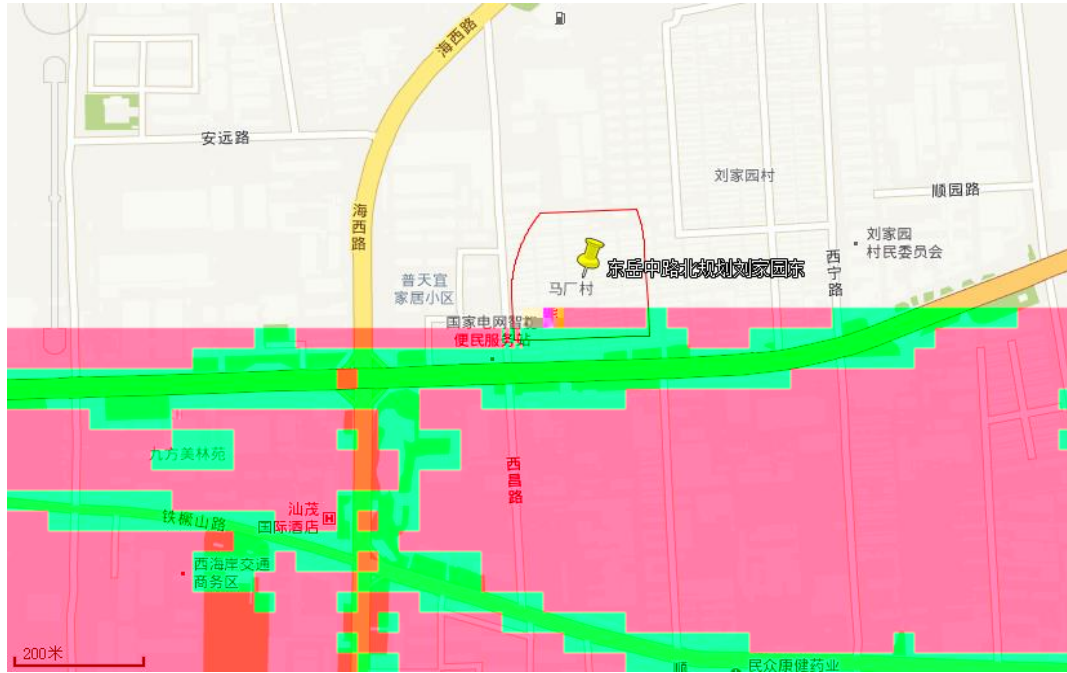 海西路
安远路
刘家园村
顺园路
海西路
刘家园
村民委员会
西宁路
东岳中路北规划刘家园东
普天宜
家居小区
马厂村
国家电网智
便民服务站
九方美林苑
西昌路
汕茂
国际酒店
H
铁橛山路
西海岸交通
商务区
200米
顺
民众康健药业